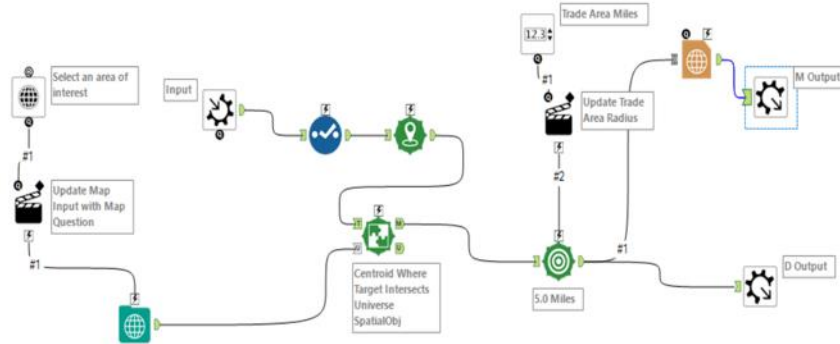 Select an area of
interest
#1
Update Map
Input with Map
Question
#1
Input
Centroid Where
Target Intersects
Universe
SpatialObj
T
M
U
U
Trade Area Miles
12.3
#1
Update Trade
Area Radius
#2
5.0 Miles
#1
M Output
D Output
Q
Q
Q
Q
Q
Q
Q